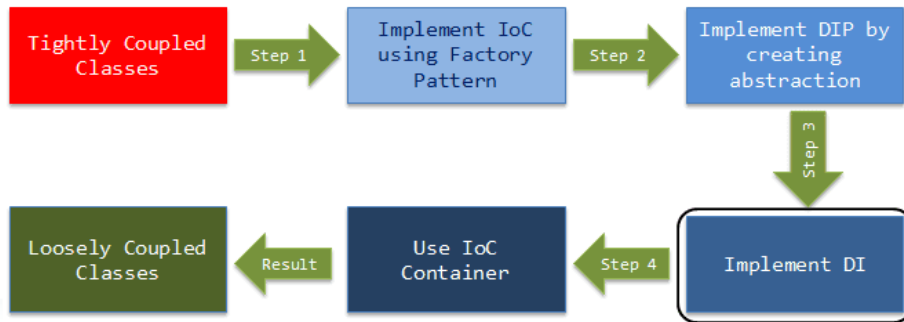 Tightly Coupled
Classes
Step 1
Implement IoC
using Factory
Pattern
Step 2
Implement DIP by
creating
abstraction
Step 3
Implement DI
Step 4
Use IoC
Container
Result
Loosely Coupled
Classes